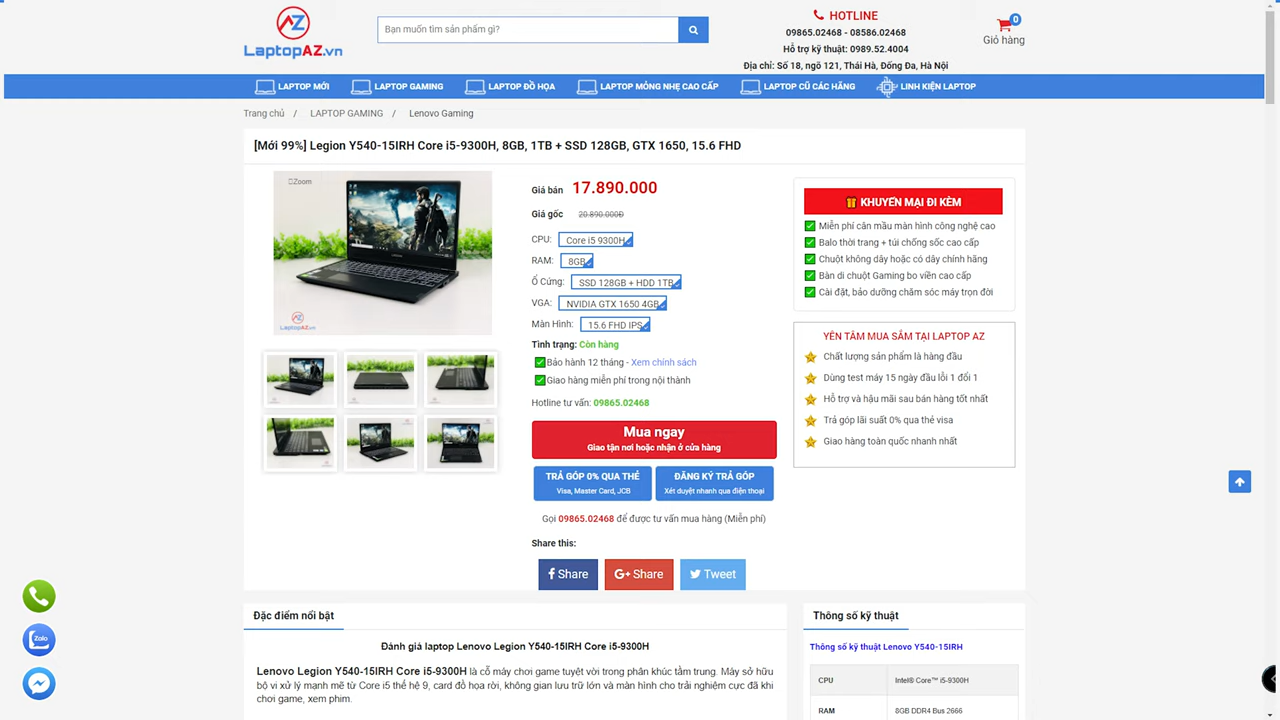 LaptopAZ.vn
Bạn muốn tìm sản phẩm gì?
HOTLINE
09865.02468 - 08586.02468
Hỗ trợ kỹ thuật: 0989.52.4004
Địa chỉ: Số 18, ngõ 121, Thái Hà, Đống Đa, Hà Nội
0
Giỏ hàng
LAPTOP MỚI
LAPTOP GAMING
LAPTOP ĐỒ HỌA
LAPTOP MỎNG NHẸ CAO CẤP
LAPTOP CŨ CÁC HÃNG
LINH KIỆN LAPTOP
Trang chủ / LAPTOP GAMING / Lenovo Gaming
[Mới 99%] Legion Y540-15IRH Core i5-9300H, 8GB, 1TB + SSD 128GB, GTX 1650, 15.6 FHD
Zoom
LaptopAZ.vn
Giá bán 17.890.000
Giá gốc 20.890.000Đ
CPU: Core i5 9300H
RAM: 8GB
Ổ Cứng: SSD 128GB + HDD 1TB
VGA: NVIDIA GTX 1650 4GB
Màn Hình: 15.6 FHD IPS
Tình trạng: Còn hàng
Bảo hành 12 tháng - Xem chính sách
Giao hàng miễn phí trong nội thành
Hotline tư vấn: 09865.02468
Mua ngay
Giao tận nơi hoặc nhận ở cửa hàng
TRẢ GÓP 0% QUA THẺ
Visa, Master Card, JCB
ĐĂNG KÝ TRẢ GÓP
Xét duyệt nhanh qua điện thoại
Gọi 09865.02468 để được tư vấn mua hàng (Miễn phí)
Share this:
Share
G+ Share
Tweet
KHUYẾN MẠI ĐI KÈM
Miễn phí cân mầu màn hình công nghệ cao
Balo thời trang + túi chống sốc cao cấp
Chuột không dây hoặc có dây chính hãng
Bàn di chuột Gaming bo viền cao cấp
Cài đặt, bảo dưỡng chăm sóc máy trọn đời
YÊN TÂM MUA SẮM TẠI LAPTOP AZ
Chất lượng sản phẩm là hàng đầu
Dùng test máy 15 ngày đầu lỗi 1 đổi 1
Hỗ trợ và hậu mãi sau bán hàng tốt nhất
Trả góp lãi suất 0% qua thẻ visa
Giao hàng toàn quốc nhanh nhất
Zalo
Đặc điểm nổi bật
Đánh giá laptop Lenovo Legion Y540-15IRH Core i5-9300H
Lenovo Legion Y540-15IRH Core i5-9300H là cỗ máy chơi game tuyệt vời trong phân khúc tầm trung. Máy sở hữu
bộ vi xử lý mạnh mẽ từ Core i5 thế hệ 9, card đồ họa rời, không gian lưu trữ lớn và màn hình cho trải nghiệm cực đã khi
chơi game, xem phim.
Thông số kỹ thuật
Thông số kỹ thuật Lenovo Y540-15IRH
CPU Intel® Core™ i5-9300H
RAM 8GB DDR4 Bus 2666